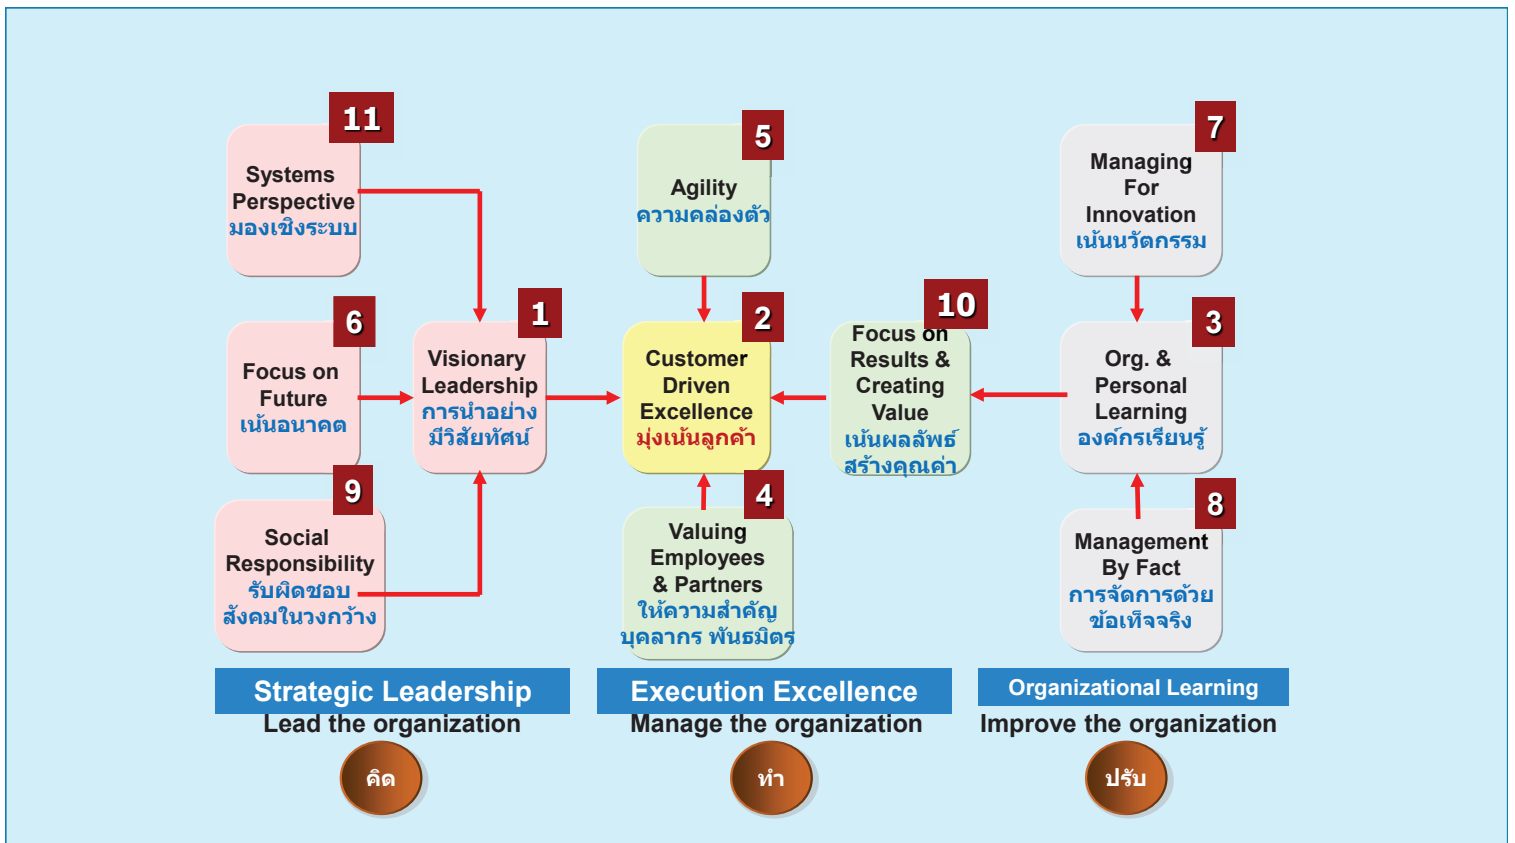 11
Systems
Perspective
มองเชิงระบบ
5
Agility
ความคล่องตัว
7
Managing
For
Innovation
เน้นนวัตกรรม
6
Focus on
Future
เน้นอนาคต
1
Visionary
Leadership
การนำอย่าง
มีวิสัยทัศน์
2
Customer
Driven
Excellence
มุ่งเน้นลูกค้า
10
Focus on
Results &
Creating
Value
เน้นผลลัพธ์
สร้างคุณค่า
3
Org. &
Personal
Learning
องค์กรเรียนรู้
9
Social
Responsibility
รับผิดชอบ
สังคมในวงกว้าง
4
Valuing
Employees
& Partners
ให้ความสำคัญ
บุคลากร พันธมิตร
8
Management
By Fact
การจัดการด้วย
ข้อเท็จจริง
Strategic Leadership
Lead the organization
คิด
Execution Excellence
Manage the organization
ทำ
Organizational Learning
Improve the organization
ปรับ